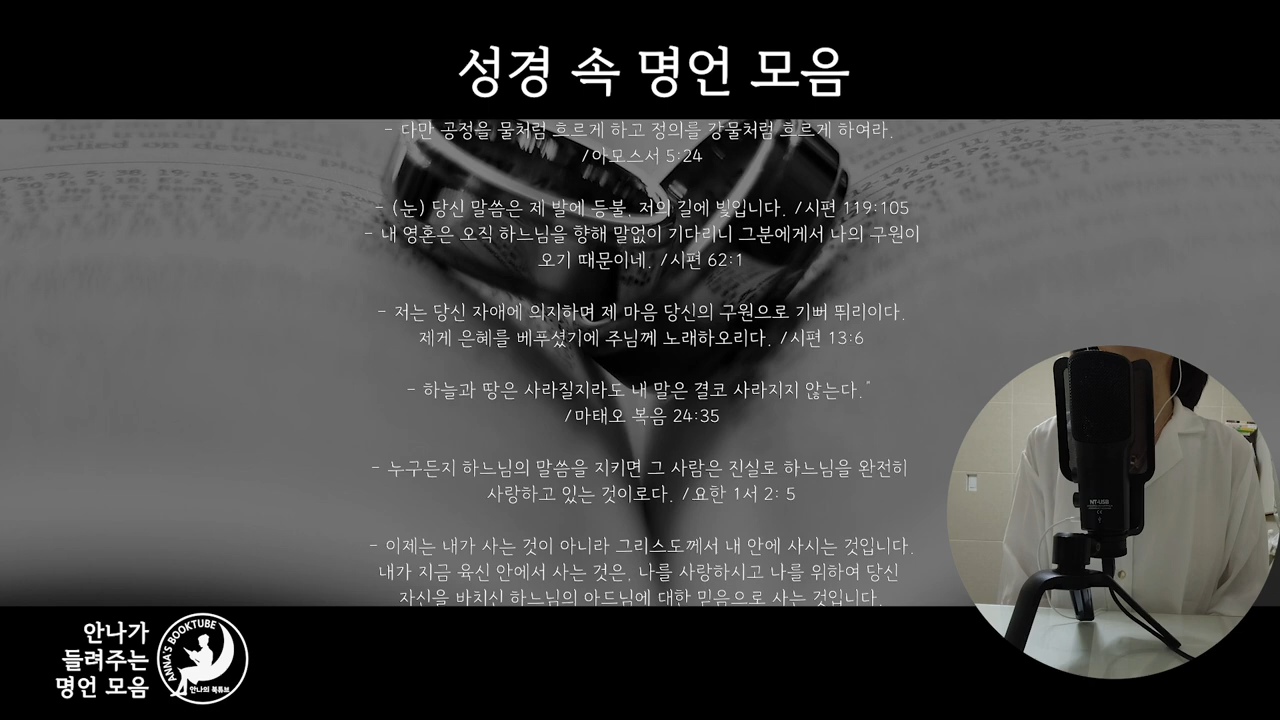 성경 속 명언 모음
- 다만 공정을 물처럼 흐르게 하고 정의를 강물처럼 흐르게 하여라.
/아모스서 5:24
- (눈) 당신 말씀은 제 발에 등불, 저의 길에 빛입니다. /시편 119:105
- 내 영혼은 오직 하느님을 향해 말없이 기다리니 그분에게서 나의 구원이
오기 때문이네. /시편 62:1
- 저는 당신 자애에 의지하며 제 마음 당신의 구원으로 기뻐 뛰리이다.
제게 은혜를 베푸셨기에 주님께 노래하오리다. /시편 13:6
- 하늘과 땅은 사라질지라도 내 말은 결코 사라지지 않는다.”
/마태오 복음 24:35
- 누구든지 하느님의 말씀을 지키면 그 사람은 진실로 하느님을 완전히
사랑하고 있는 것이로다. /요한 1서 2: 5
- 이제는 내가 사는 것이 아니라 그리스도께서 내 안에 사시는 것입니다.
내가 지금 육신 안에서 사는 것은, 나를 사랑하시고 나를 위하여 당신
자신을 바치신 하느님의 아드님에 대한 믿음으로 사는 것입니다.
NT-USB
안나가
들려주는
명언 모음
ANNA'S BOOKTUBE
안나의 북튜브